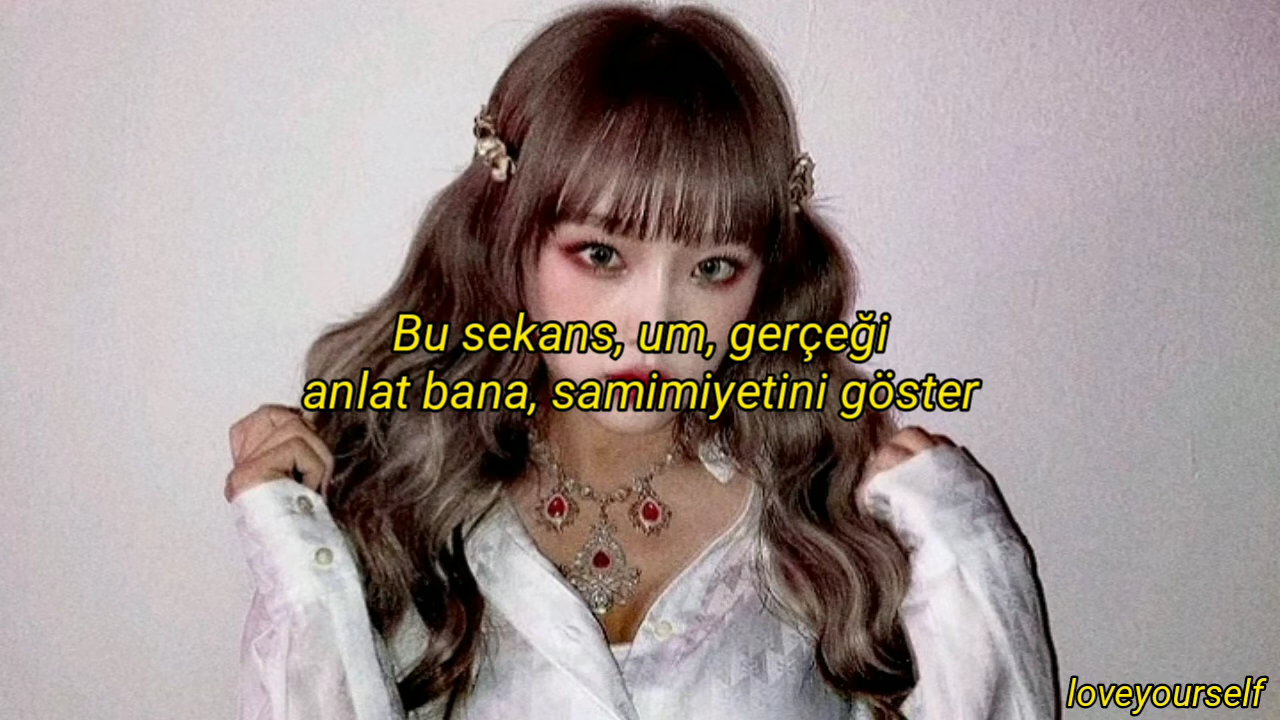 Bu sekans, um, gerçeği
anlat bana, samimiyetini göster
loveyourself